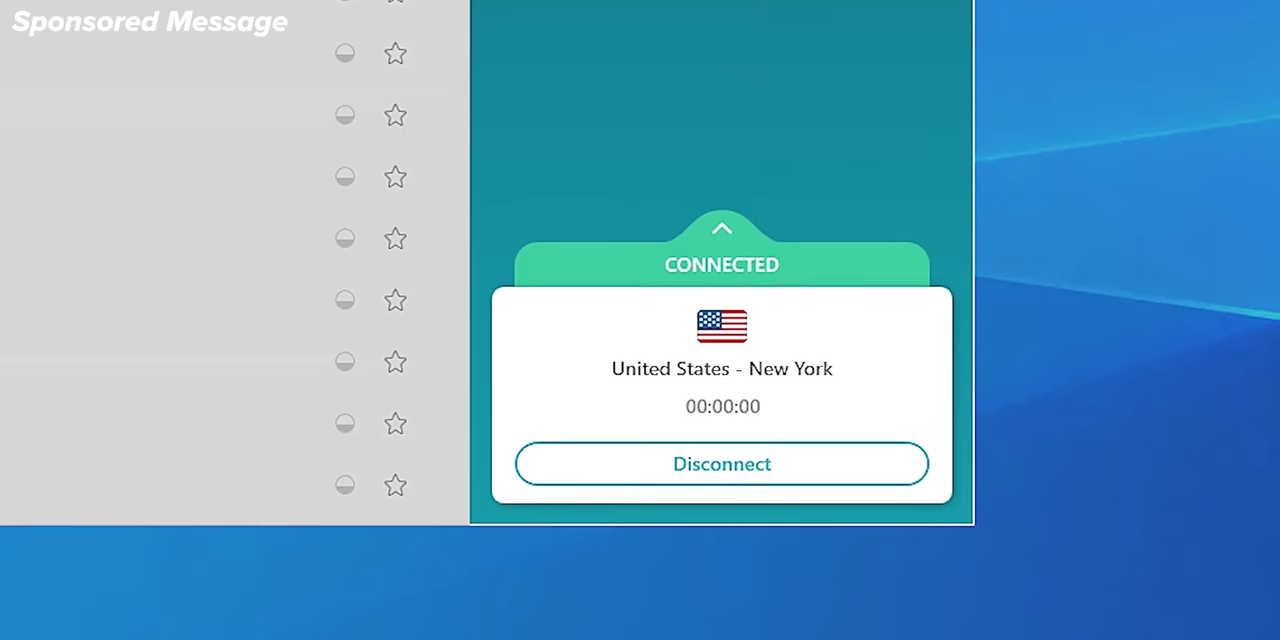 Sponsored Message
CONNECTED
United States - New York
00:00:00
Disconnect